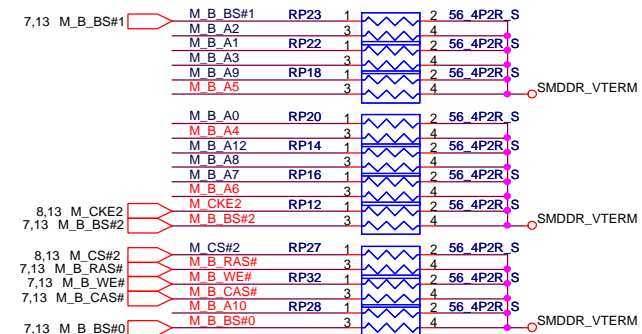 7,13 M_B_BS#1 M_B_BS#1 RP23 1 2 56_4P2R_S
M_B_A2 3 4
M_B_A1 RP22 1 2 56_4P2R_S
M_B_A3 3 4
M_B_A9 RP18 1 2 56_4P2R_S
M_B_A5 3 4 SMDDR_VTERM
M_B_A0 RP20 1 2 56_4P2R_S
M_B_A4 3 4
M_B_A12 RP14 1 2 56_4P2R_S
M_B_A8 3 4
M_B_A7 RP16 1 2 56_4P2R_S
M_B_A6 3 4
8,13 M_CKE2 M_CKE2 RP12 1 2 56_4P2R_S
7,13 M_B_BS#2 M_B_BS#2 3 4 SMDDR_VTERM
8,13 M_CS#2 M_CS#2 RP27 1 2 56_4P2R_S
7,13 M_B_RAS# M_B_RAS# 3 4
7,13 M_B_WE# M_B_WE# RP32 1 2 56_4P2R_S
7,13 M_B_CAS# M_B_CAS# 3 4
M_B_A10 RP28 1 2 56_4P2R_S
7,13 M_B_BS#0 M_B_BS#0 3 4 SMDDR_VTERM